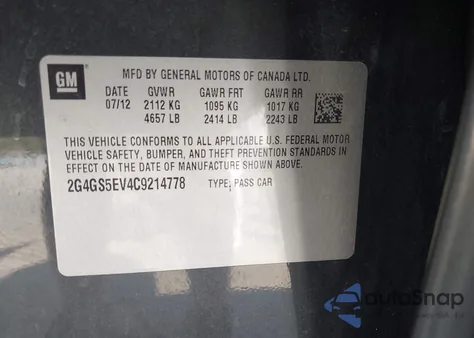 GM
MFD BY GENERAL MOTORS OF CANADA LTD.
DATE GVWR GAWR FRT GAWR RR
07/12 2112 KG 1095 KG 1017 KG
4657 LB 2414 LB 2243 LB
THIS VEHICLE CONFORMS TO ALL APPLICABLE U.S. FEDERAL MOTOR
VEHICLE SAFETY, BUMPER, AND THEFT PREVENTION STANDARDS IN
EFFECT ON THE DATE OF MANUFACTURE SHOWN ABOVE.
2G4GS5EV4C9214778 TYPE: PASS CAR
autoSnap